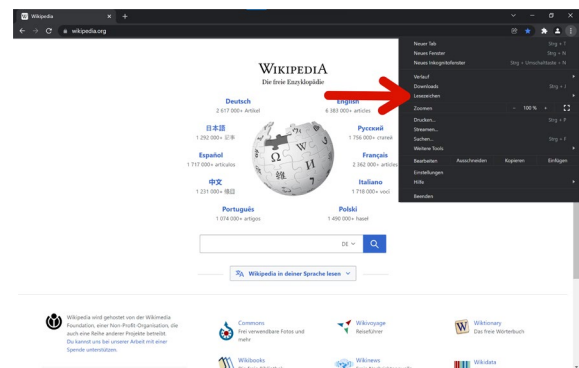 Wikipedia
wikipedia.org
Neuer Tab Strg + T
Neues Fenster Strg + N
Neues Inkognitofenster Strg + Umschalttaste + N
Verlauf
Downloads Strg + J
Lesezeichen
Zoomen - 100 % +
Drucken... Strg + P
Streamen...
Suchen... Strg + F
Weitere Tools
Bearbeiten Ausschneiden Kopieren Einfügen
Einstellungen
Hilfe
Beenden
WIKIPEDIA
Die freie Enzyklopädie
Deutsch
2 617 000+ Artikel
English
6 383 000+ articles
日本語
1 292 000+ 記事
Русский
1 756 000+ статей
Español
1 717 000+ artículos
Français
2 362 000+ articles
中文
1 231 000+ 條目
Italiano
1 718 000+ voci
Português
1 074 000+ artigos
Polski
1 490 000+ haseł
DE
Wikipedia in deiner Sprache lesen
Wikipedia wird gehostet von der Wikimedia
Foundation, einer Non-Profit-Organisation, die
auch eine Reihe anderer Projekte betreibt.
Du kannst uns bei unserer Arbeit mit einer
Spende unterstützen.
Commons
Frei verwendbare Fotos und
mehr
Wikivoyage
Reiseführer
Wiktionary
Das freie Wörterbuch
Wikibooks
Wikinews
Wikidata